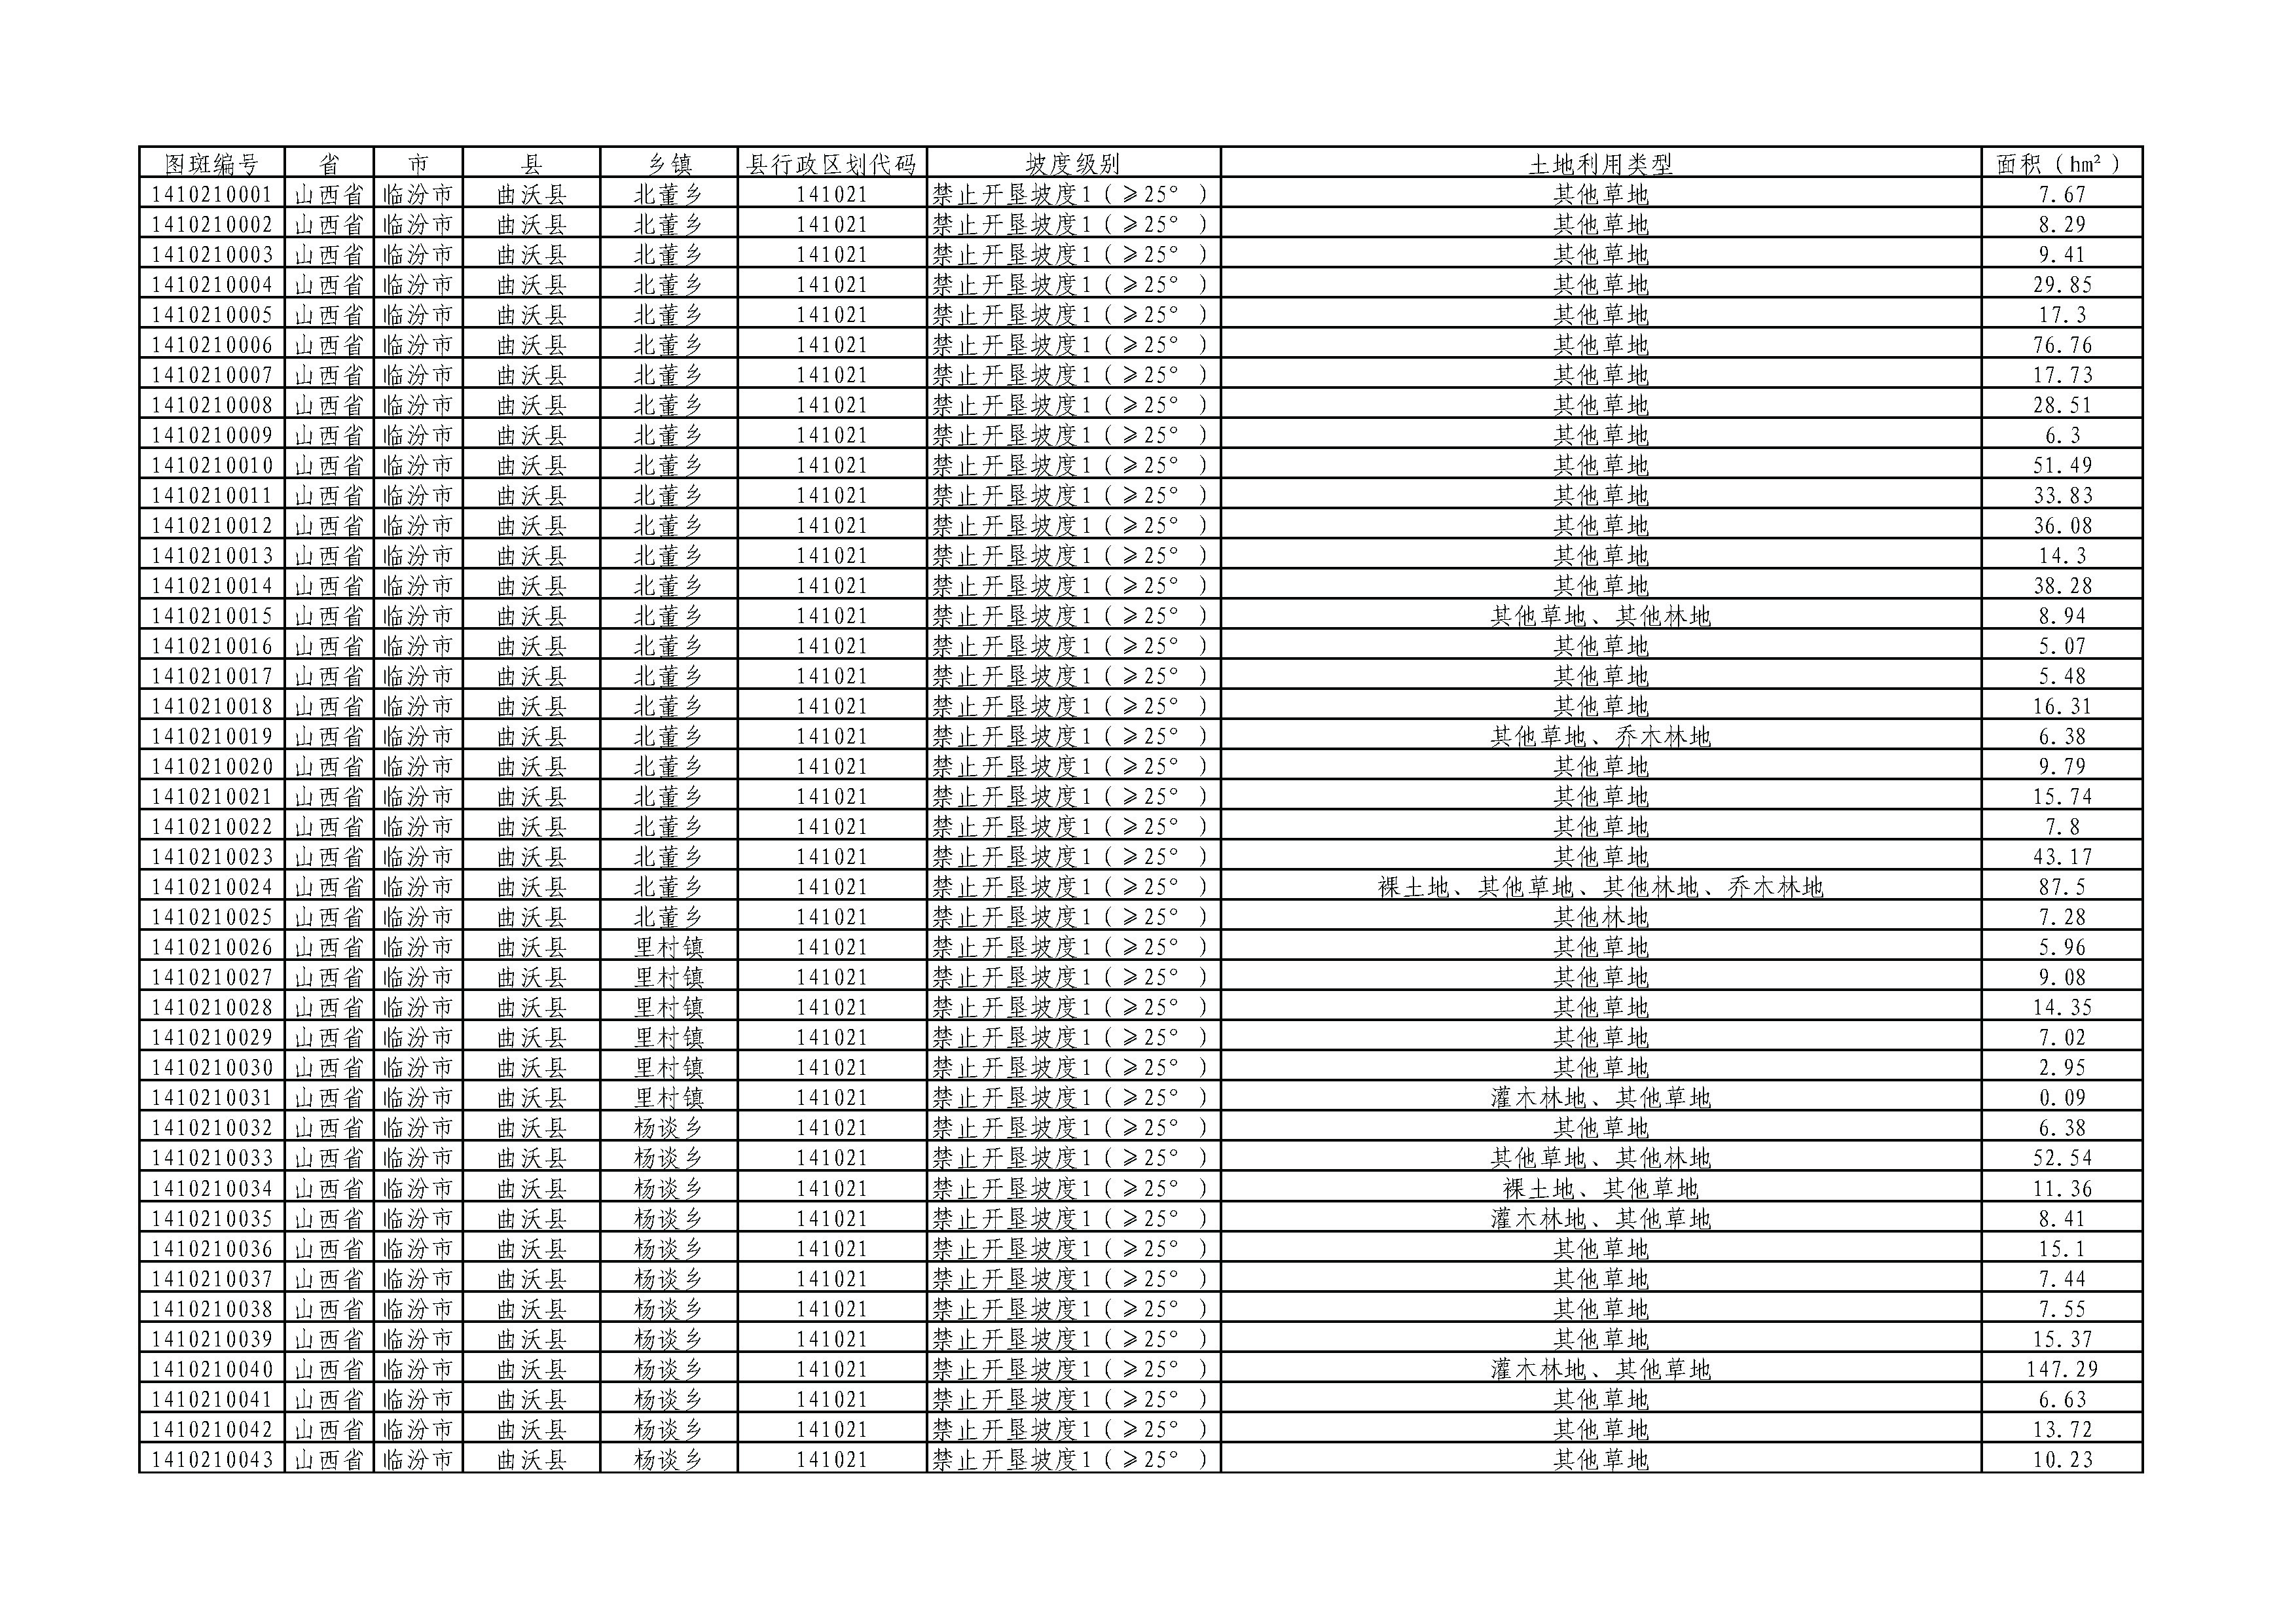 图斑编号 省 市 县 乡镇 县行政区划代码 坡度级别 土地利用类型 面积（hm²）
1410210001 山西省 临汾市 曲沃县 北董乡 141021 禁止开垦坡度1（≥25°） 其他草地 7.67
1410210002 山西省 临汾市 曲沃县 北董乡 141021 禁止开垦坡度1（≥25°） 其他草地 8.29
1410210003 山西省 临汾市 曲沃县 北董乡 141021 禁止开垦坡度1（≥25°） 其他草地 9.41
1410210004 山西省 临汾市 曲沃县 北董乡 141021 禁止开垦坡度1（≥25°） 其他草地 29.85
1410210005 山西省 临汾市 曲沃县 北董乡 141021 禁止开垦坡度1（≥25°） 其他草地 17.3
1410210006 山西省 临汾市 曲沃县 北董乡 141021 禁止开垦坡度1（≥25°） 其他草地 76.76
1410210007 山西省 临汾市 曲沃县 北董乡 141021 禁止开垦坡度1（≥25°） 其他草地 17.73
1410210008 山西省 临汾市 曲沃县 北董乡 141021 禁止开垦坡度1（≥25°） 其他草地 28.51
1410210009 山西省 临汾市 曲沃县 北董乡 141021 禁止开垦坡度1（≥25°） 其他草地 6.3
1410210010 山西省 临汾市 曲沃县 北董乡 141021 禁止开垦坡度1（≥25°） 其他草地 51.49
1410210011 山西省 临汾市 曲沃县 北董乡 141021 禁止开垦坡度1（≥25°） 其他草地 33.83
1410210012 山西省 临汾市 曲沃县 北董乡 141021 禁止开垦坡度1（≥25°） 其他草地 36.08
1410210013 山西省 临汾市 曲沃县 北董乡 141021 禁止开垦坡度1（≥25°） 其他草地 14.3
1410210014 山西省 临汾市 曲沃县 北董乡 141021 禁止开垦坡度1（≥25°） 其他草地 38.28
1410210015 山西省 临汾市 曲沃县 北董乡 141021 禁止开垦坡度1（≥25°） 其他草地、其他林地 8.94
1410210016 山西省 临汾市 曲沃县 北董乡 141021 禁止开垦坡度1（≥25°） 其他草地 5.07
1410210017 山西省 临汾市 曲沃县 北董乡 141021 禁止开垦坡度1（≥25°） 其他草地 5.48
1410210018 山西省 临汾市 曲沃县 北董乡 141021 禁止开垦坡度1（≥25°） 其他草地 16.31
1410210019 山西省 临汾市 曲沃县 北董乡 141021 禁止开垦坡度1（≥25°） 其他草地、乔木林地 6.38
1410210020 山西省 临汾市 曲沃县 北董乡 141021 禁止开垦坡度1（≥25°） 其他草地 9.79
1410210021 山西省 临汾市 曲沃县 北董乡 141021 禁止开垦坡度1（≥25°） 其他草地 15.74
1410210022 山西省 临汾市 曲沃县 北董乡 141021 禁止开垦坡度1（≥25°） 其他草地 7.8
1410210023 山西省 临汾市 曲沃县 北董乡 141021 禁止开垦坡度1（≥25°） 其他草地 43.17
1410210024 山西省 临汾市 曲沃县 北董乡 141021 禁止开垦坡度1（≥25°） 裸土地、其他草地、其他林地、乔木林地 87.5
1410210025 山西省 临汾市 曲沃县 北董乡 141021 禁止开垦坡度1（≥25°） 其他林地 7.28
1410210026 山西省 临汾市 曲沃县 里村镇 141021 禁止开垦坡度1（≥25°） 其他草地 5.96
1410210027 山西省 临汾市 曲沃县 里村镇 141021 禁止开垦坡度1（≥25°） 其他草地 9.08
1410210028 山西省 临汾市 曲沃县 里村镇 141021 禁止开垦坡度1（≥25°） 其他草地 14.35
1410210029 山西省 临汾市 曲沃县 里村镇 141021 禁止开垦坡度1（≥25°） 其他草地 7.02
1410210030 山西省 临汾市 曲沃县 里村镇 141021 禁止开垦坡度1（≥25°） 其他草地 2.95
1410210031 山西省 临汾市 曲沃县 里村镇 141021 禁止开垦坡度1（≥25°） 灌木林地、其他草地 0.09
1410210032 山西省 临汾市 曲沃县 杨谈乡 141021 禁止开垦坡度1（≥25°） 其他草地 6.38
1410210033 山西省 临汾市 曲沃县 杨谈乡 141021 禁止开垦坡度1（≥25°） 其他草地、其他林地 52.54
1410210034 山西省 临汾市 曲沃县 杨谈乡 141021 禁止开垦坡度1（≥25°） 裸土地、其他草地 11.36
1410210035 山西省 临汾市 曲沃县 杨谈乡 141021 禁止开垦坡度1（≥25°） 灌木林地、其他草地 8.41
1410210036 山西省 临汾市 曲沃县 杨谈乡 141021 禁止开垦坡度1（≥25°） 其他草地 15.1
1410210037 山西省 临汾市 曲沃县 杨谈乡 141021 禁止开垦坡度1（≥25°） 其他草地 7.44
1410210038 山西省 临汾市 曲沃县 杨谈乡 141021 禁止开垦坡度1（≥25°） 其他草地 7.55
1410210039 山西省 临汾市 曲沃县 杨谈乡 141021 禁止开垦坡度1（≥25°） 其他草地 15.37
1410210040 山西省 临汾市 曲沃县 杨谈乡 141021 禁止开垦坡度1（≥25°） 灌木林地、其他草地 147.29
1410210041 山西省 临汾市 曲沃县 杨谈乡 141021 禁止开垦坡度1（≥25°） 其他草地 6.63
1410210042 山西省 临汾市 曲沃县 杨谈乡 141021 禁止开垦坡度1（≥25°） 其他草地 13.72
1410210043 山西省 临汾市 曲沃县 杨谈乡 141021 禁止开垦坡度1（≥25°） 其他草地 10.23